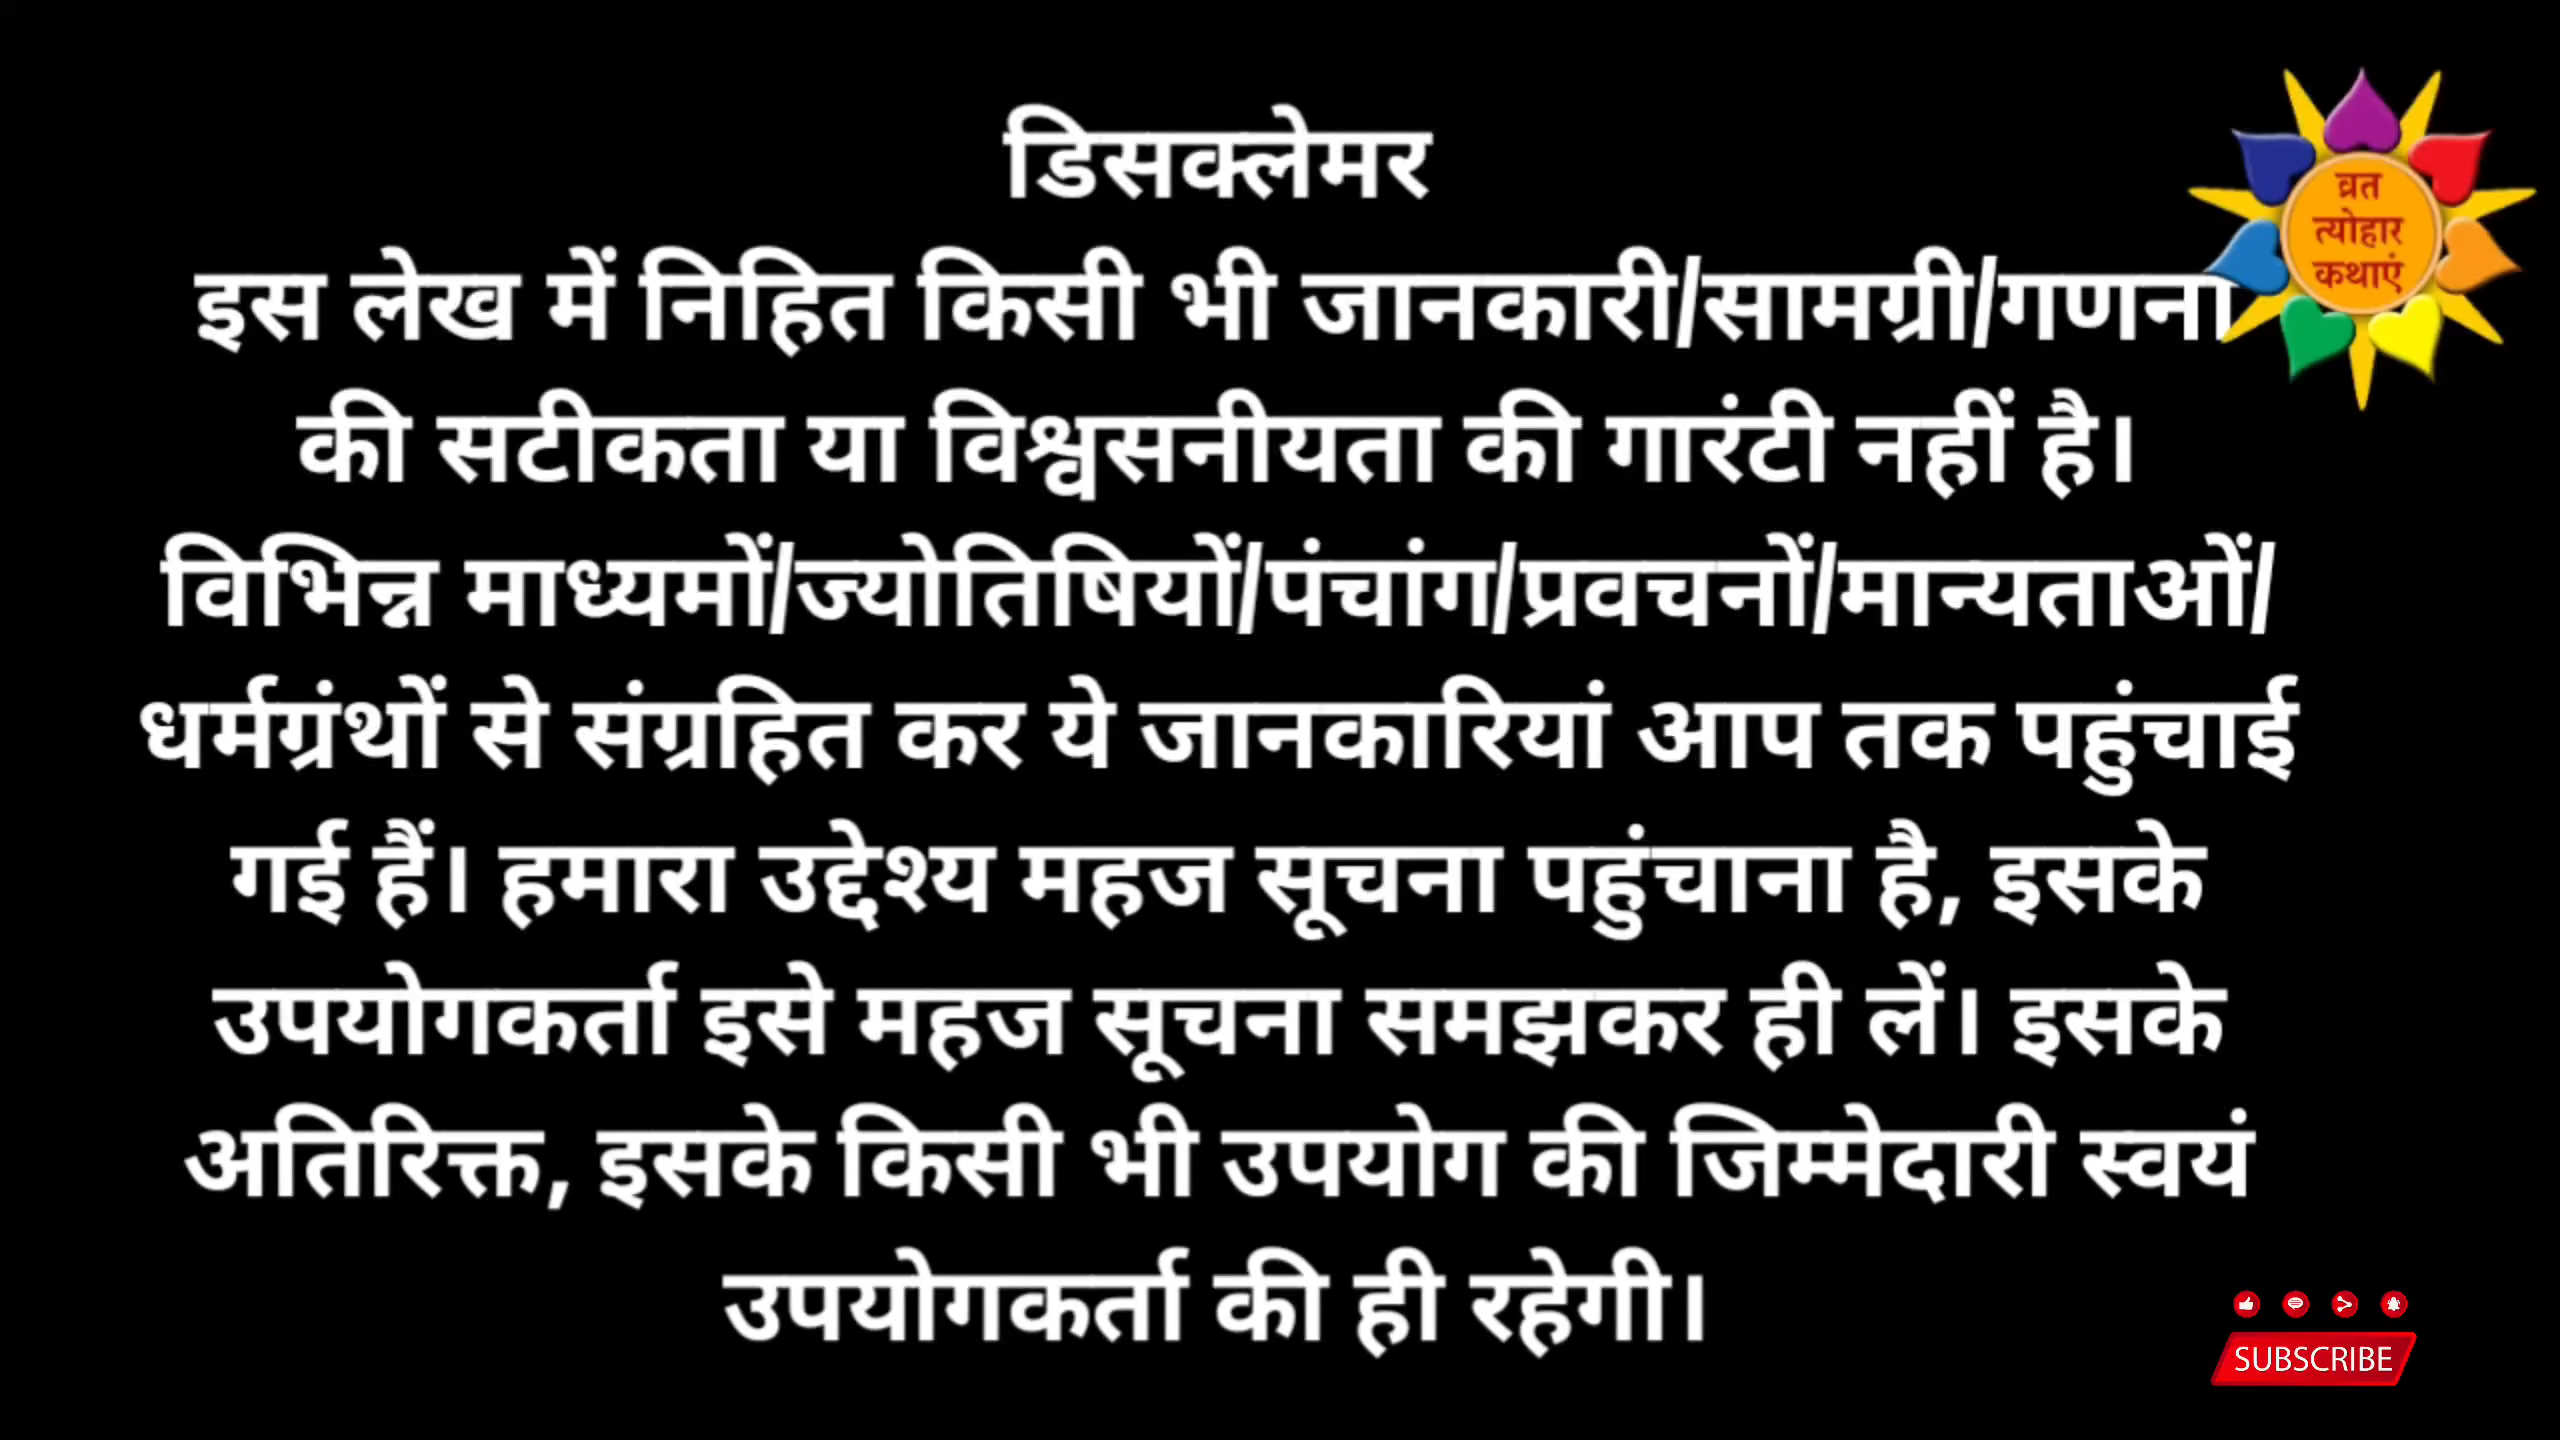 डिसक्लेमर
इस लेख में निहित किसी भी जानकारी/सामग्री/गणना
की सटीकता या विश्वसनीयता की गारंटी नहीं है।
विभिन्न माध्यमों/ज्योतिषियों/पंचांग/प्रवचनों/मान्यताओं/
धर्मग्रंथों से संग्रहित कर ये जानकारियां आप तक पहुंचाई
गई हैं। हमारा उद्देश्य महज सूचना पहुंचाना है, इसके
उपयोगकर्ता इसे महज सूचना समझकर ही लें। इसके
अतिरिक्त, इसके किसी भी उपयोग की जिम्मेदारी स्वयं
उपयोगकर्ता की ही रहेगी।
व्रत
त्योहार
कथाएं
SUBSCRIBE